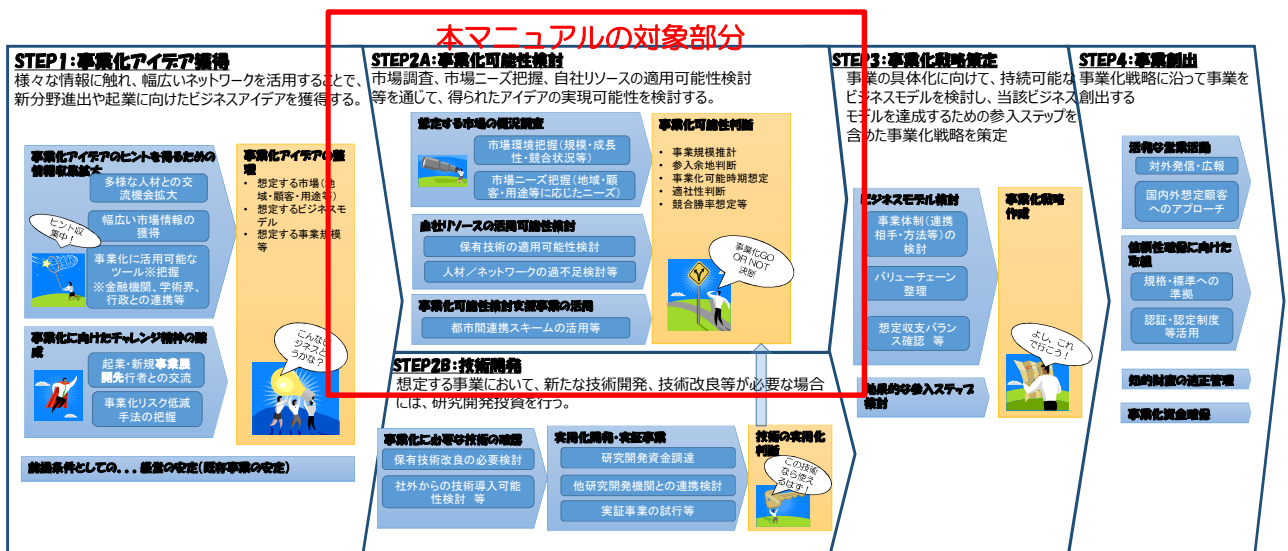 本マニュアルの対象部分
STEP1:事業化アイデア獲得
様々な情報に触れ、幅広いネットワークを活用することで、
新分野進出や起業に向けたビジネスアイデアを獲得する。
事業化アイデアのヒントを得るための
情報収集拡大
多様な人材との交
流機会拡大
幅広い市場情報の
獲得
事業化に活用可能な
ツール※把握
※金融機関、学術界、
行政との連携等
ヒント収
集中！
事業化に向けたチャレンジ精神の醸
成
起業・新規事業展
開先行者との交流
事業化リスク低減
手法の把握
事業化アイデアの整
理
• 想定する市場(地
域・顧客・用途等)
• 想定するビジネスモ
デル
• 想定する事業規模
等
こんなビ
ジネスど
うかな？
前提条件としての．．．経営の安定(既存事業の安定)
STEP2A:事業化可能性検討
市場調査、市場ニーズ把握、自社リソースの適用可能性検討
等を通じて、得られたアイデアの実現可能性を検討する。
想定する市場の概況調査
市場環境把握(規模・成長
性・競合状況等)
市場ニーズ把握(地域・顧
客・用途等に応じたニーズ)
自社リソースの活用可能性検討
保有技術の適用可能性検討
人材／ネットワークの過不足検討等
事業化可能性検討支援事業の活用
都市間連携スキームの活用等
事業化可能性判断
• 事業規模推計
• 参入余地判断
• 事業化可能時期想定
• 適社性判断
• 競合勝率想定等
事業化GO
OR NOT
決断
STEP2B:技術開発
想定する事業において、新たな技術開発、技術改良等が必要な場合
には、研究開発投資を行う。
事業化に必要な技術の確認
保有技術改良の必要検討
社外からの技術導入可能
性検討 等
実用化開発・実証事業
研究開発資金調達
他研究開発機関との連携検討
実証事業の試行等
技術の実用化
判断
この技術
なら使え
るはず！
STEP3:事業化戦略策定
事業の具体化に向けて、持続可能な
ビジネスモデルを検討し、当該ビジネス
モデルを達成するための参入ステップを
含めた事業化戦略を策定
ビジネスモデル検討
事業体制(連携
相手・方法等)の
検討
バリューチェーン
整理
想定収支バラン
ス確認 等
効果的な参入ステップ
検討
事業化戦略
作成
よし、これ
で行こう！
STEP4:事業創出
事業化戦略に沿って事業を
創出する
活発な営業活動
対外発信・広報
国内外想定顧客
へのアプローチ
信頼性確保に向けた
取組
規格・標準への
準拠
認証・認定制度
等活用
知的財産の適正管理
事業化資金確保